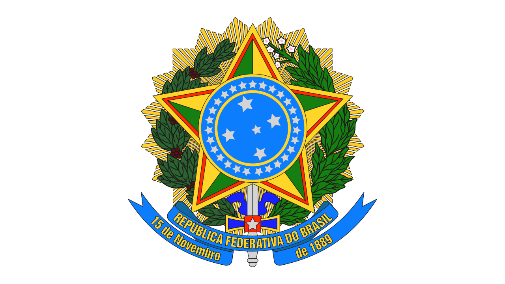 REPÚBLICA FEDERATIVA DO BRASIL
15 de Novembro
de 1889